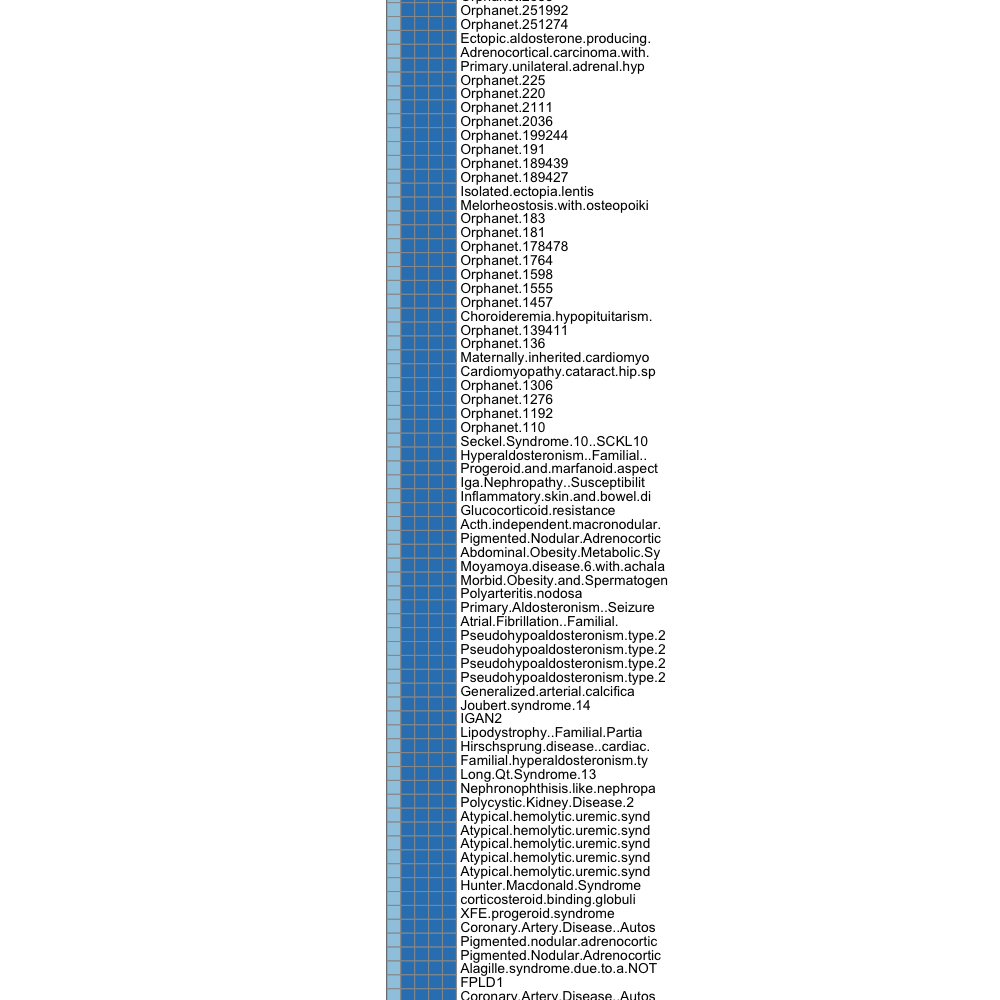 Orphanet.251992
Orphanet.251274
Ectopic.aldosterone.producing.
Adrenocortical.carcinoma.with.
Primary.unilateral.adrenal.hyp
Orphanet.225
Orphanet.220
Orphanet.2111
Orphanet.2036
Orphanet.199244
Orphanet.191
Orphanet.189439
Orphanet.189427
Isolated.ectopia.lentis
Melorheostosis.with.osteopoiki
Orphanet.183
Orphanet.181
Orphanet.178478
Orphanet.1764
Orphanet.1598
Orphanet.1555
Orphanet.1457
Choroideremia.hypopituitarism.
Orphanet.139411
Orphanet.136
Maternally.inherited.cardiomyo
Cardiomyopathy.cataract.hip.sp
Orphanet.1306
Orphanet.1276
Orphanet.1192
Orphanet.110
Seckel.Syndrome.10..SCKL10
Hyperaldosteronism..Familial..
Progeroid.and.marfanoid.aspect
Iga.Nephropathy..Susceptibilit
Inflammatory.skin.and.bowel.di
Glucocorticoid.resistance
Acth.independent.macronodular.
Pigmented.Nodular.Adrenocortic
Abdominal.Obesity.Metabolic.Sy
Moyamoya.disease.6.with.achala
Morbid.Obesity.and.Spermatogen
Polyarteritis.nodosa
Primary.Aldosteronism..Seizure
Atrial.Fibrillation..Familial.
Pseudohypoaldosteronism.type.2
Pseudohypoaldosteronism.type.2
Pseudohypoaldosteronism.type.2
Pseudohypoaldosteronism.type.2
Generalized.arterial.calcifica
Joubert.syndrome.14
IGAN2
Lipodystrophy..Familial.Partia
Hirschsprung.disease..cardiac.
Familial.hyperaldosteronism.ty
Long.Qt.Syndrome.13
Nephronophthisis.like.nephropa
Polycystic.Kidney.Disease.2
Atypical.hemolytic.uremic.synd
Atypical.hemolytic.uremic.synd
Atypical.hemolytic.uremic.synd
Atypical.hemolytic.uremic.synd
Atypical.hemolytic.uremic.synd
Hunter.Macdonald.Syndrome
corticosteroid.binding.globuli
XFE.progeroid.syndrome
Coronary.Artery.Disease..Autos
Pigmented.nodular.adrenocortic
Pigmented.Nodular.Adrenocortic
Alagille.syndrome.due.to.a.NOT
FPLD1
Coronary.Artery.Disease..Autos